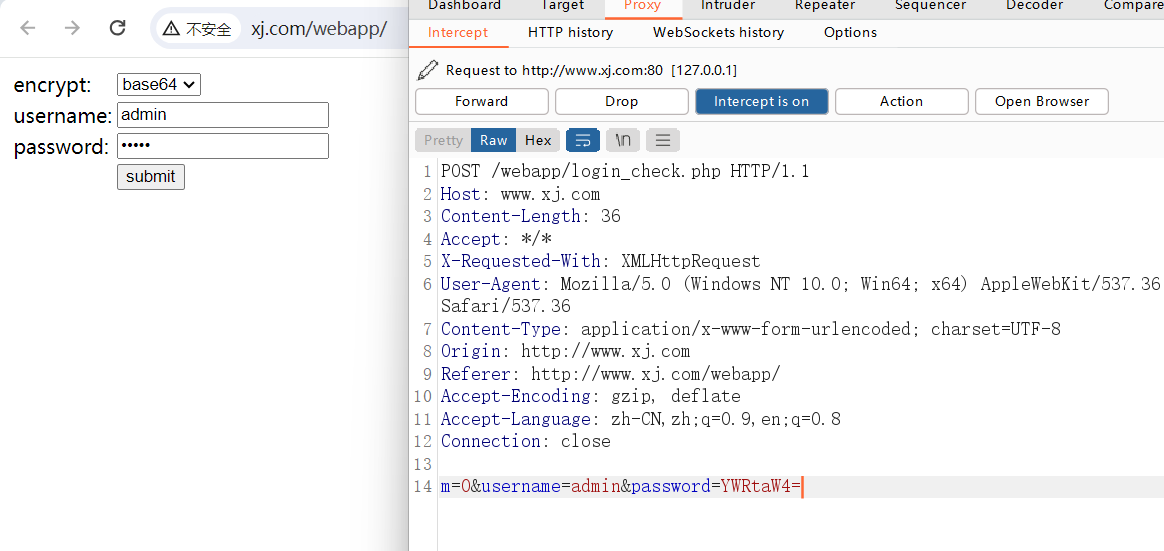 不安全 xj.com/webapp/
encrypt: base64
username: admin
password: •••••
submit
Dashboard Target Proxy Intruder Repeater Sequencer Decoder Compare
Intercept HTTP history WebSockets history Options
Request to http://www.xj.com:80 [127.0.0.1]
Forward Drop Intercept is on Action Open Browser
Pretty Raw Hex \n
1 POST /webapp/login_check.php HTTP/1.1
2 Host: www.xj.com
3 Content-Length: 36
4 Accept: */*
5 X-Requested-With: XMLHttpRequest
6 User-Agent: Mozilla/5.0 (Windows NT 10.0; Win64; x64) AppleWebKit/537.36
Safari/537.36
7 Content-Type: application/x-www-form-urlencoded; charset=UTF-8
8 Origin: http://www.xj.com
9 Referer: http://www.xj.com/webapp/
10 Accept-Encoding: gzip, deflate
11 Accept-Language: zh-CN,zh;q=0.9,en;q=0.8
12 Connection: close
13
14 m=0&username=admin&password=YWRtaW4=